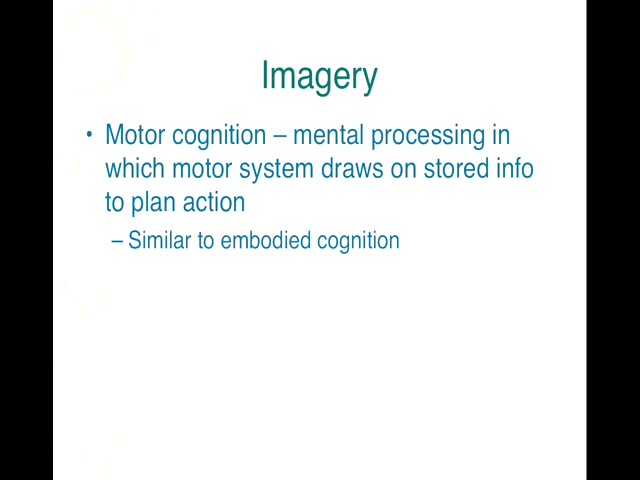 Imagery
• Motor cognition – mental processing in
which motor system draws on stored info
to plan action
– Similar to embodied cognition